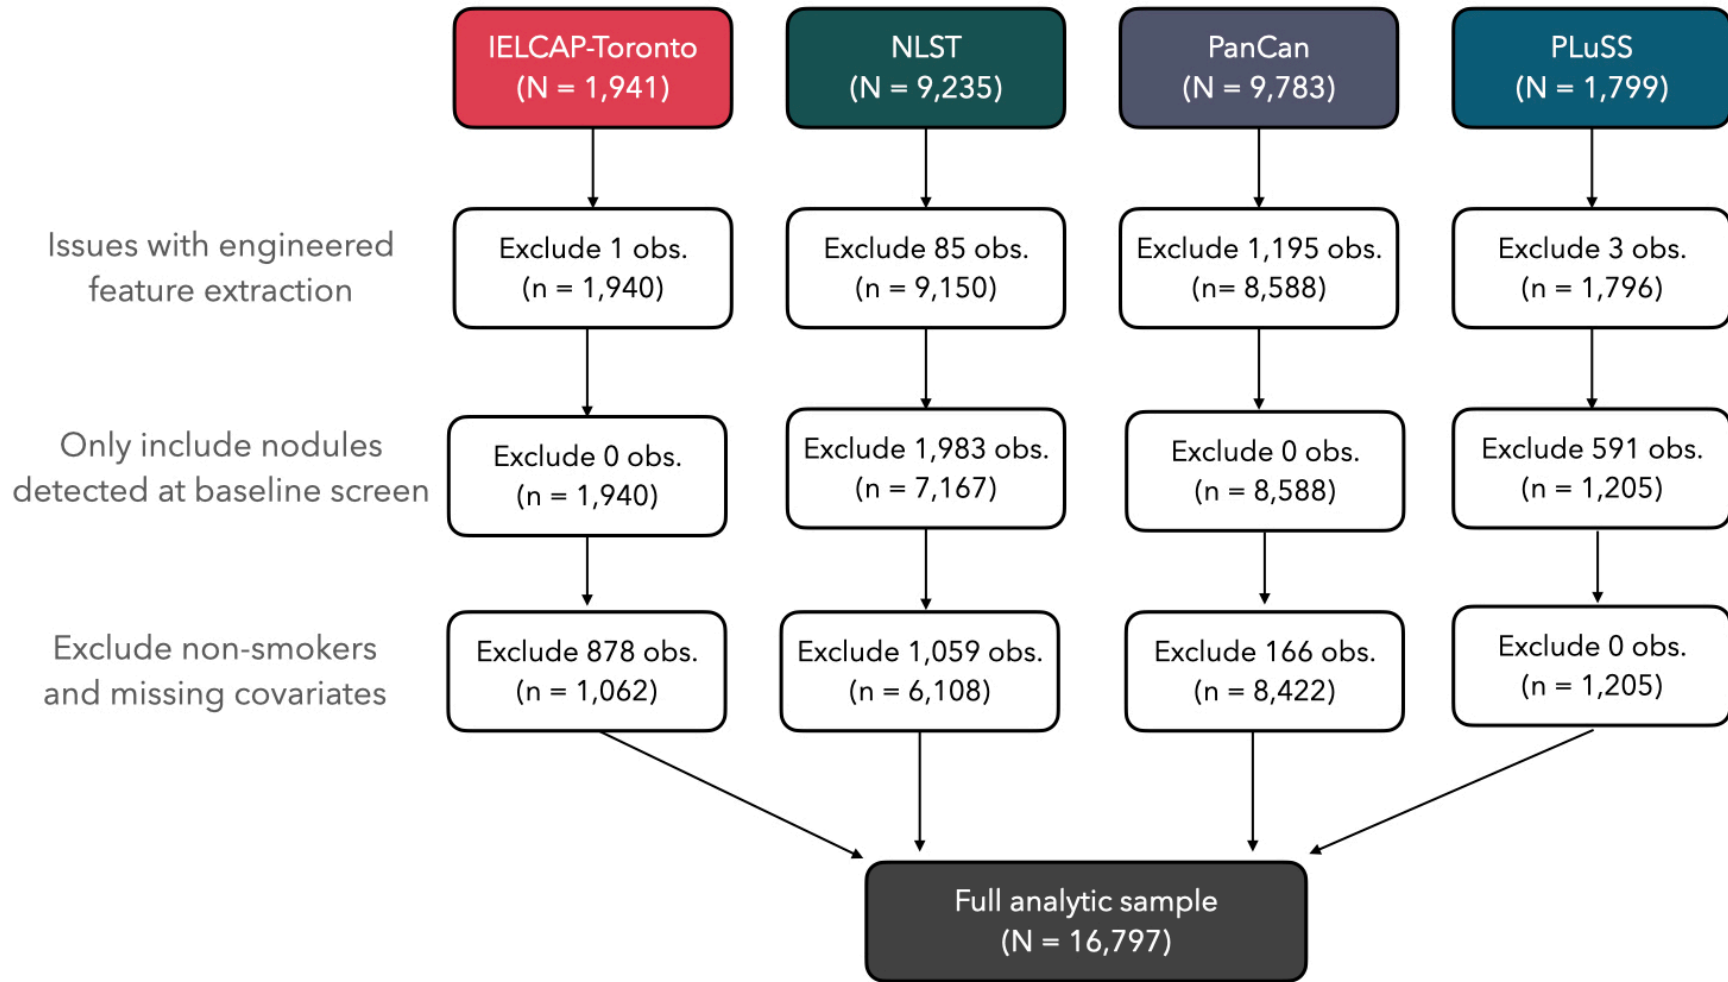 IELCAP-Toronto
(N = 1,941)
NLST
(N = 9,235)
PanCan
(N = 9,783)
PLuSS
(N = 1,799)
Issues with engineered
feature extraction
Exclude 1 obs.
(n = 1,940)
Exclude 85 obs.
(n = 9,150)
Exclude 1,195 obs.
(n= 8,588)
Exclude 3 obs.
(n = 1,796)
Only include nodules
detected at baseline screen
Exclude 0 obs.
(n = 1,940)
Exclude 1,983 obs.
(n = 7,167)
Exclude 0 obs.
(n = 8,588)
Exclude 591 obs.
(n = 1,205)
Exclude non-smokers
and missing covariates
Exclude 878 obs.
(n = 1,062)
Exclude 1,059 obs.
(n = 6,108)
Exclude 166 obs.
(n = 8,422)
Exclude 0 obs.
(n = 1,205)
Full analytic sample
(N = 16,797)